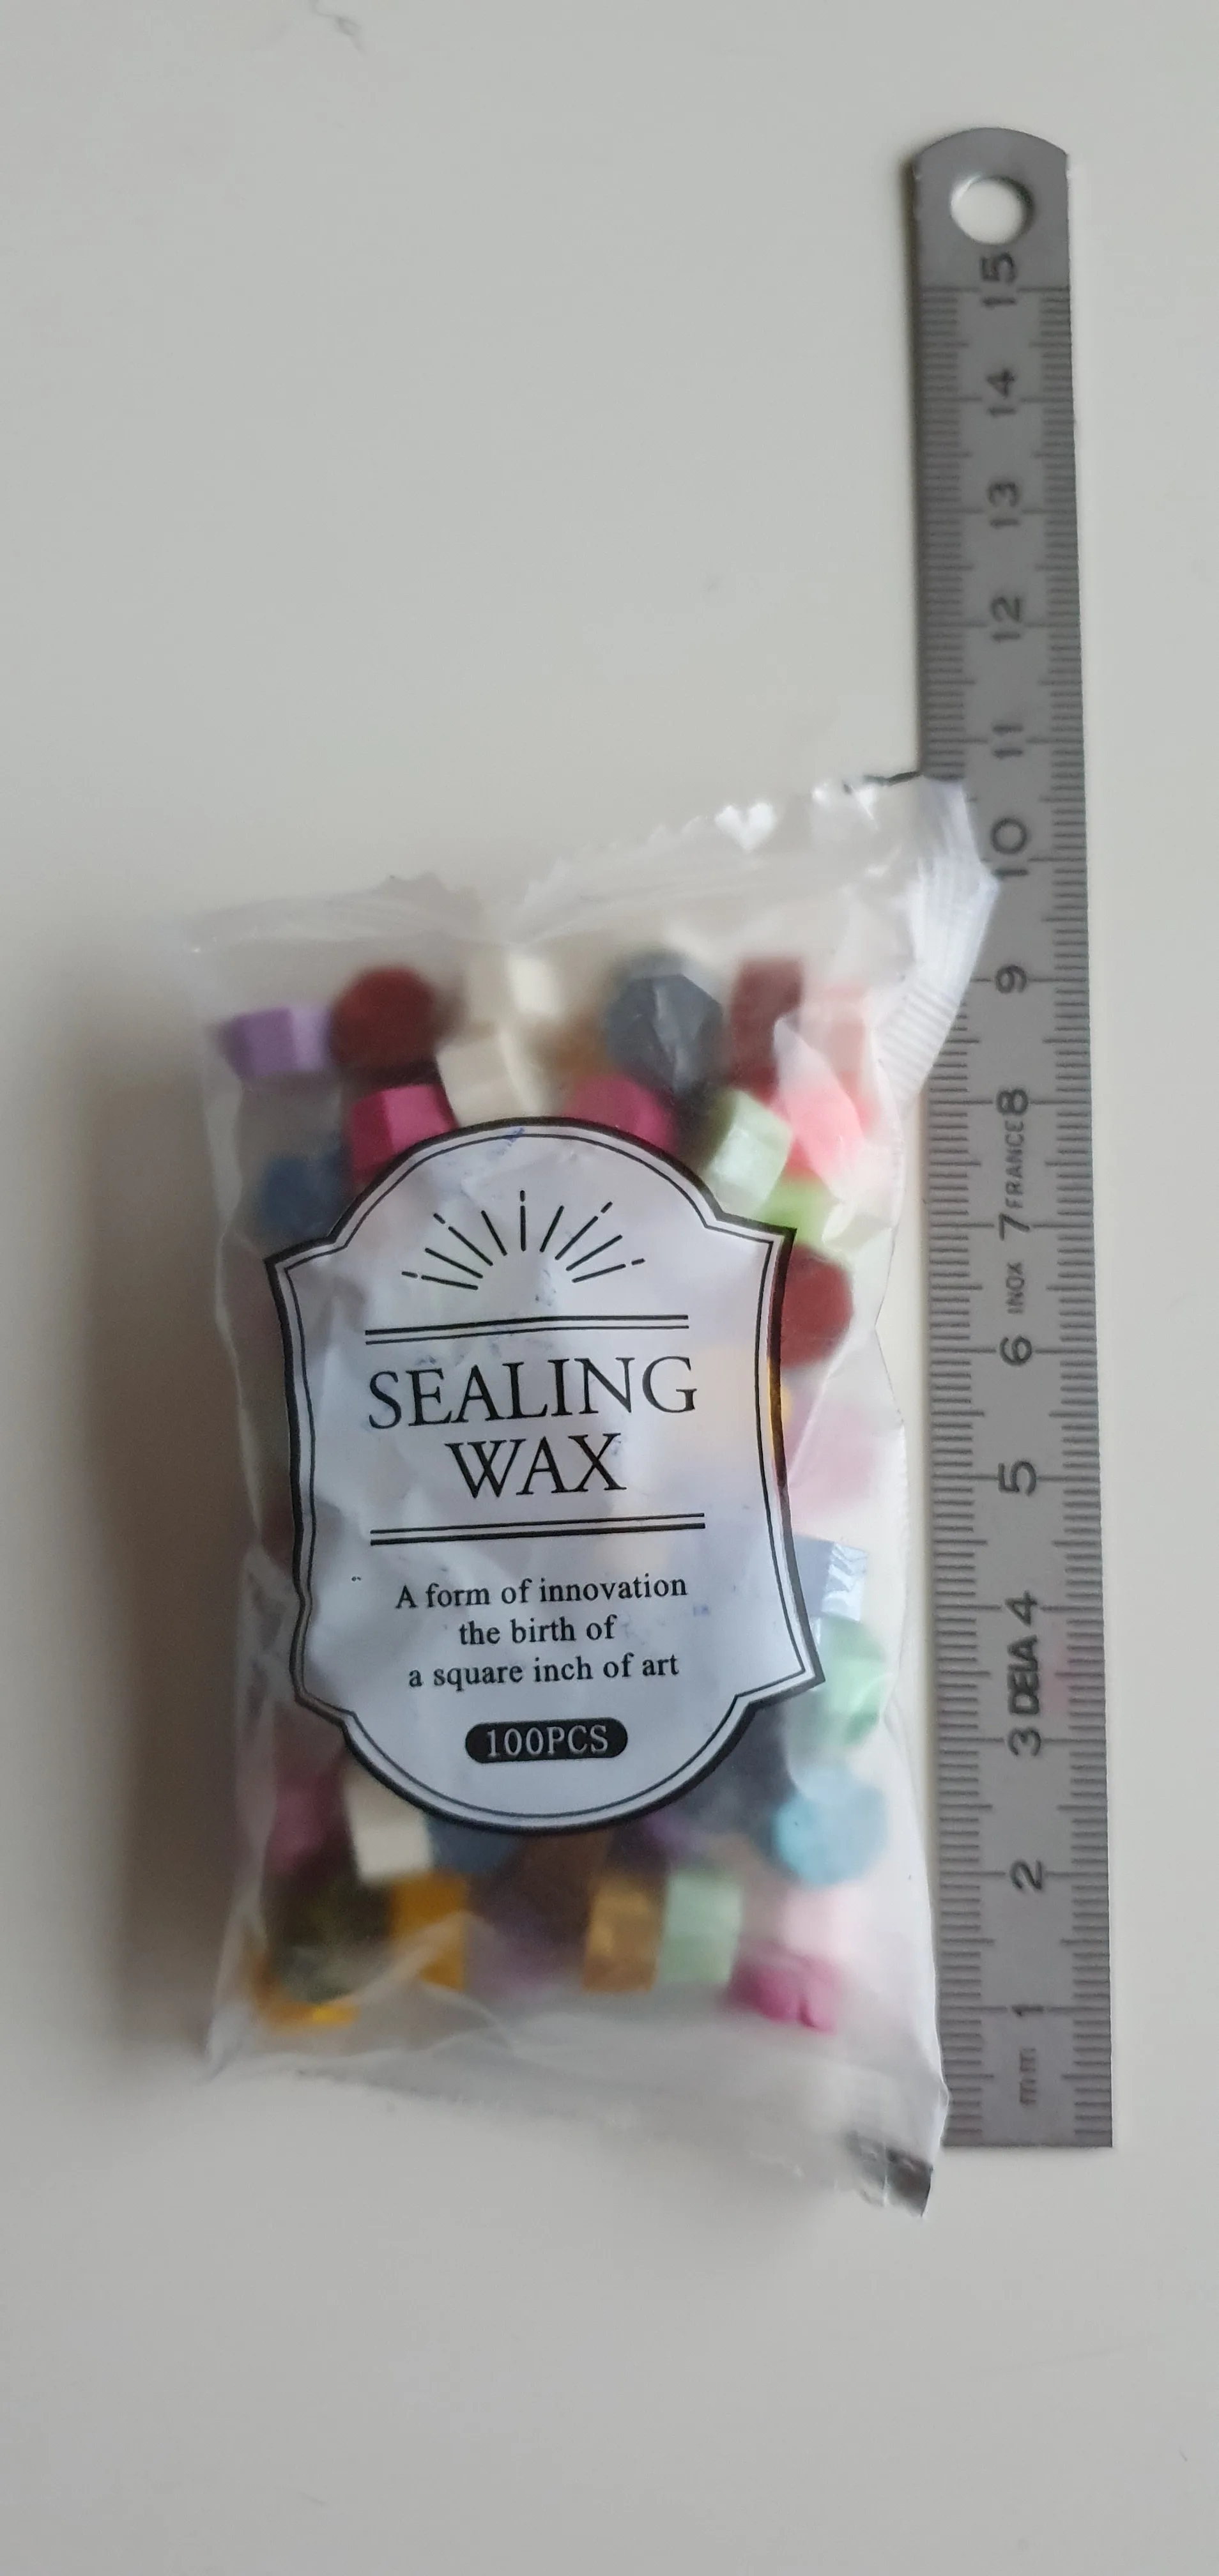 SEALING
WAX
A form of innovation
the birth of
a square inch of art
100PCS
15
14
13
12
11
10
9
8
FRANCE
7
INOX
6
5
4
DELA
3
2
1
mm